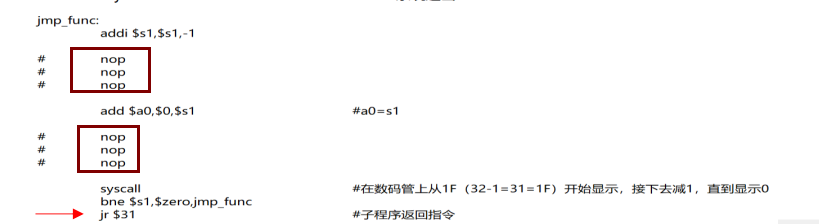 jmp_func:
addi $s1,$s1,-1
# nop
# nop
# nop
add $a0,$0,$s1 #a0=s1
# nop
# nop
# nop
syscall #在数码管上从1F（32-1=31=1F）开始显示，接下去减1，直到显示0
bne $s1,$zero,jmp_func
jr $31 #子程序返回指令